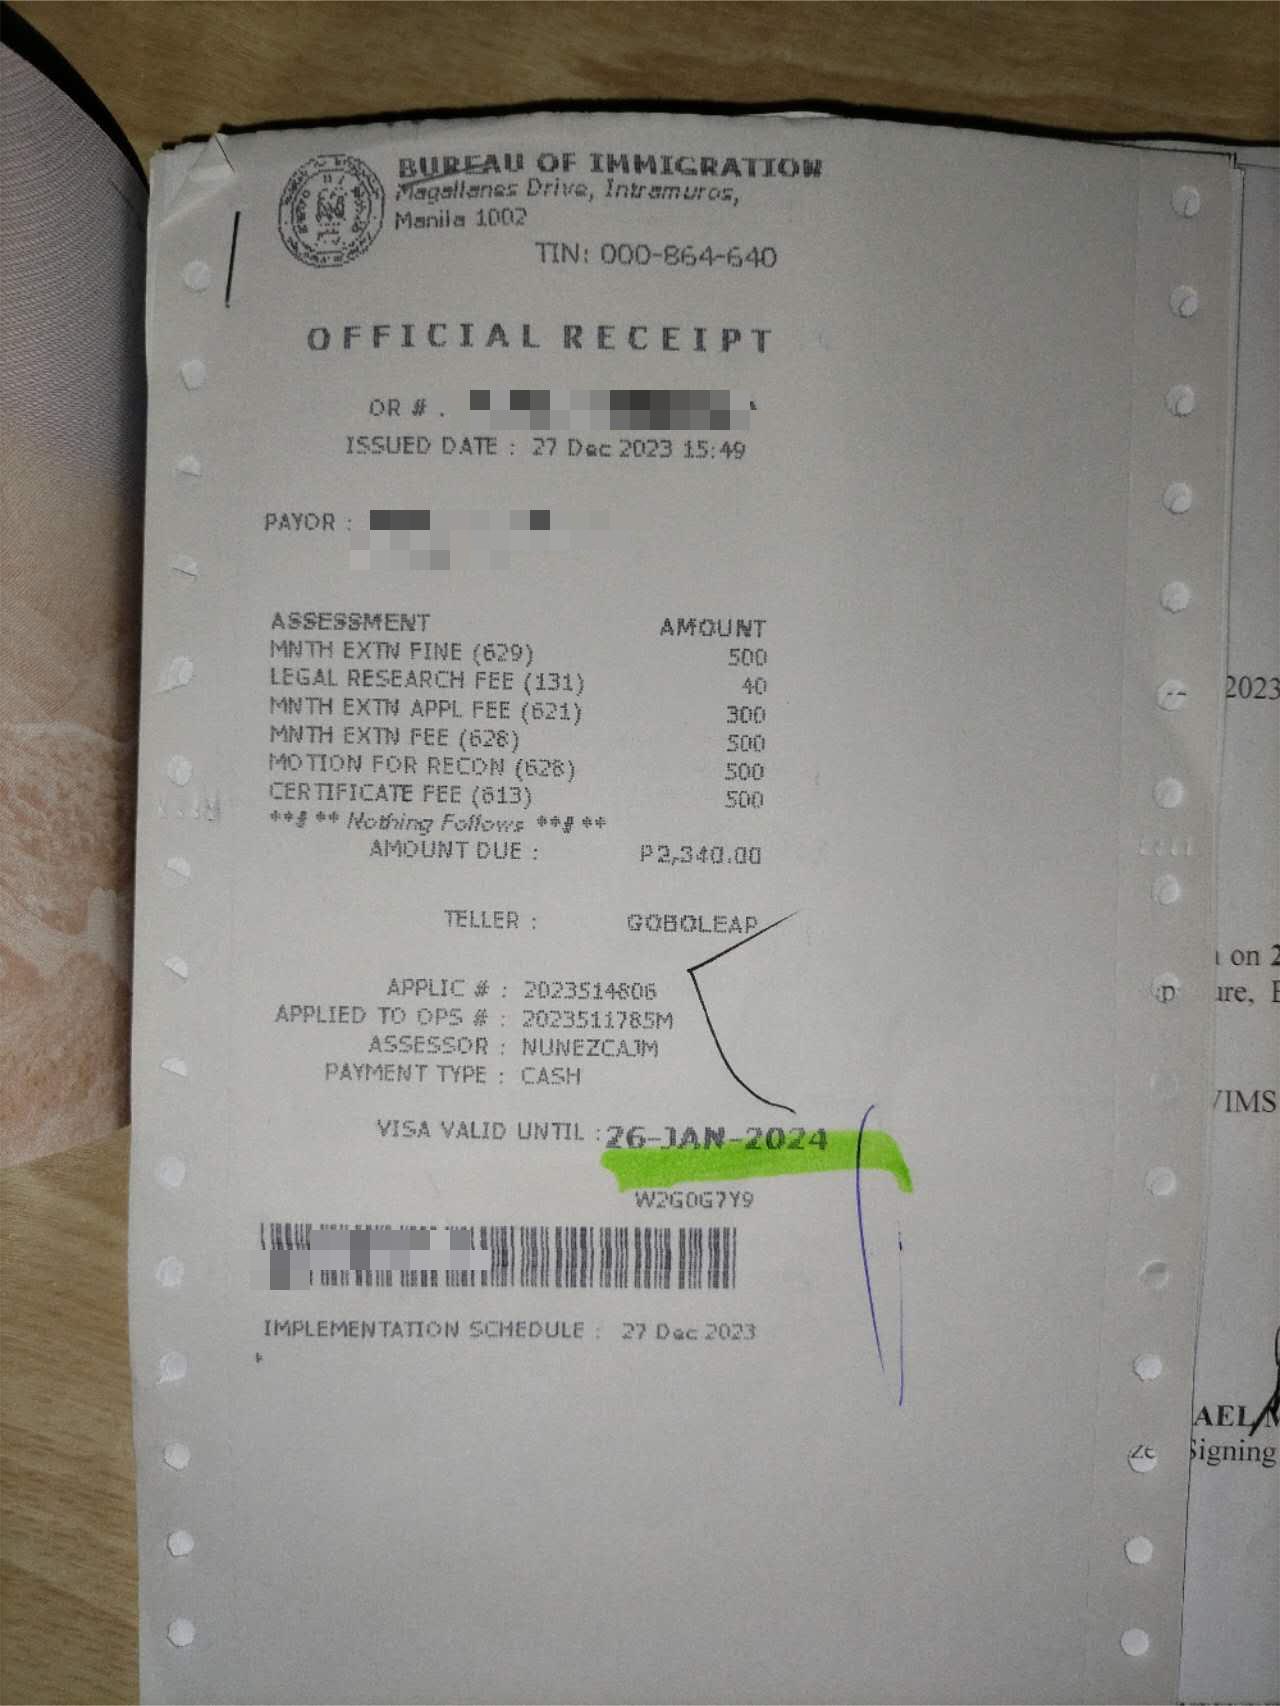 BUREAU OF IMMIGRATION
Magallanes Drive, Intramuros,
Manila 1002
TIN: 000-864-640
OFFICIAL RECEIPT
OR # .
ISSUED DATE : 27 Dec 2023 15:49
PAYOR :
ASSESSMENT AMOUNT
MNTH EXTN FINE (629) 500
LEGAL RESEARCH FEE (131) 40
MNTH EXTN APPL FEE (621) 300
MNTH EXTN FEE (628) 500
MOTION FOR RECON (628) 500
CERTIFICATE FEE (613) 500
**# ** Nothing Follows **# **
AMOUNT DUE : P2,340.00
TELLER : GOBOLEAP
APPLIC # : 2023514806
APPLIED TO OPS # : 2023511785M
ASSESSOR : NUNEZCAJM
PAYMENT TYPE : CASH
VISA VALID UNTIL : 26-JAN-2024
W2G0G7Y9
IMPLEMENTATION SCHEDULE : 27 Dec 2023
2023
on 2
ure, E
VIMS
AEL M
Signing